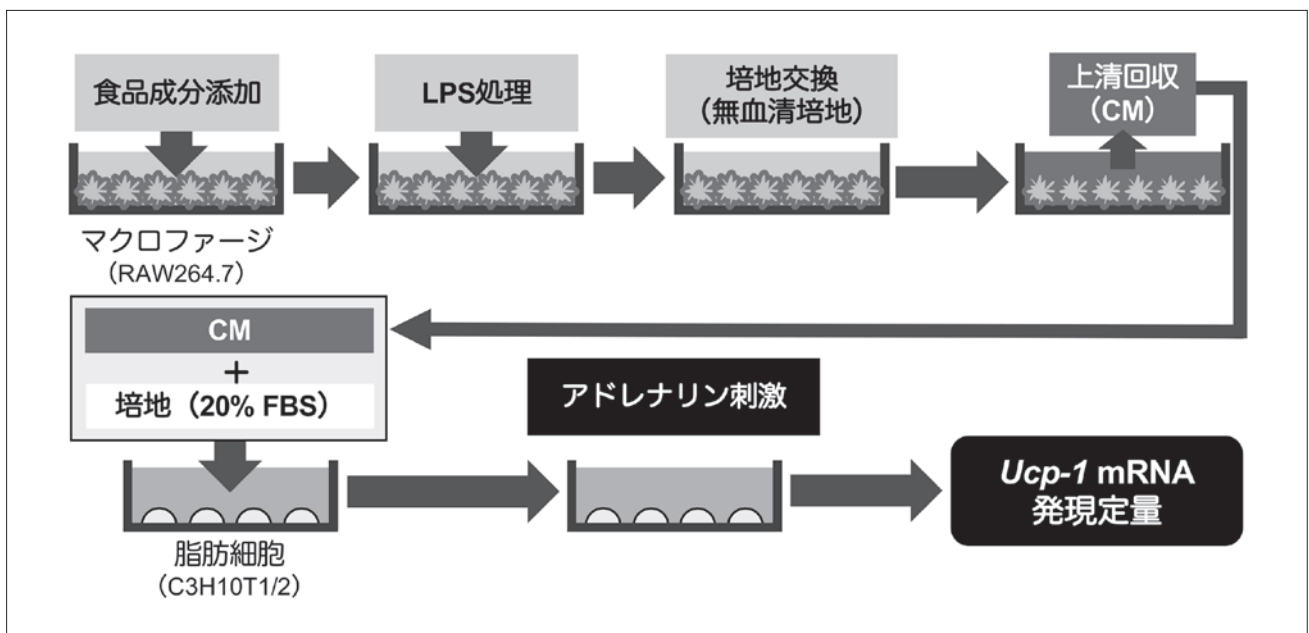 食品成分添加
LPS処理
培地交換
（無血清培地）
上清回収
（CM）
マクロファージ
（RAW264.7）
CM
+
培地（20% FBS）
アドレナリン刺激
Ucp-1 mRNA
発現定量
脂肪細胞
（C3H10T1/2）